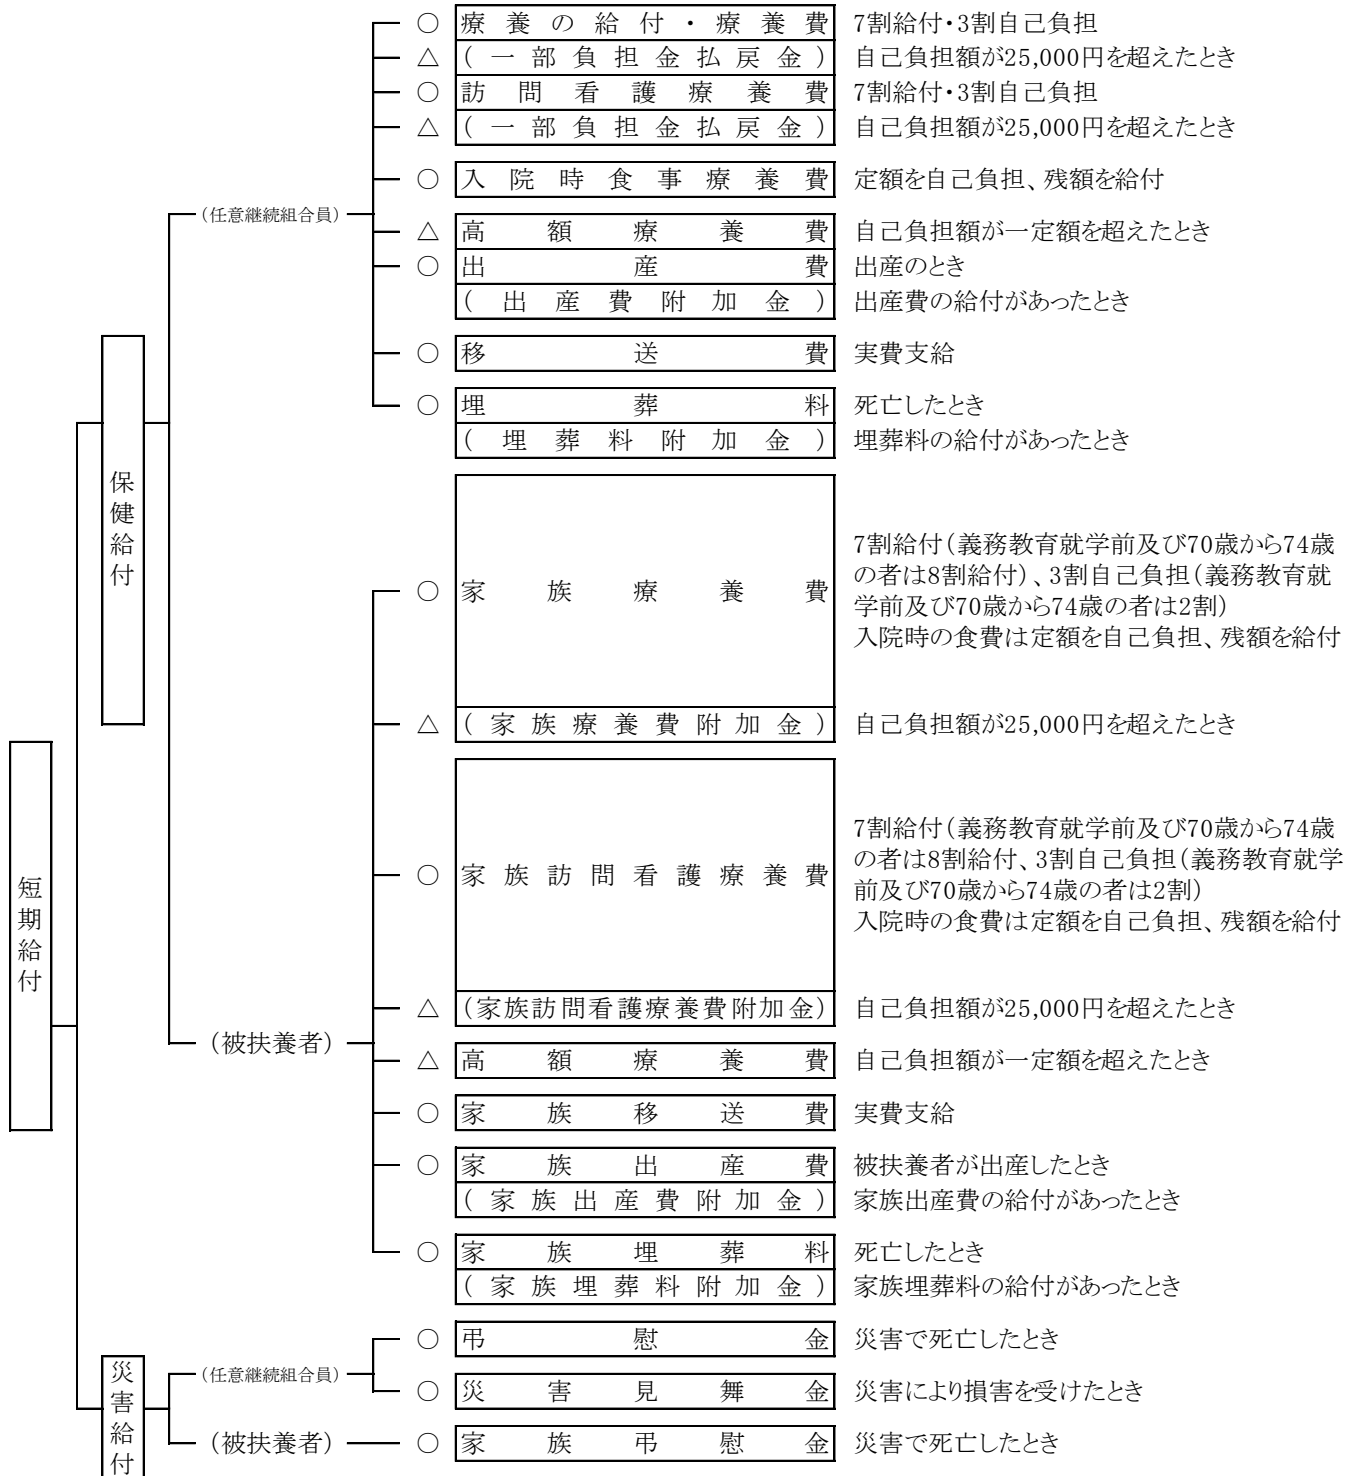 ○ 療養の給付・療養費 7割給付・3割自己負担
△ (一部負担金払戻金) 自己負担額が25,000円を超えたとき
○ 訪問看護療養費 7割給付・3割自己負担
△ (一部負担金払戻金) 自己負担額が25,000円を超えたとき
○ 入院時食事療養費 定額を自己負担、残額を給付
(任意継続組合員)
△ 高額療養費 自己負担額が一定額を超えたとき
○ 出産費 出産のとき
(出産費附加金) 出産費の給付があったとき
○ 移送費 実費支給
○ 埋葬料 死亡したとき
(埋葬料附加金) 埋葬料の給付があったとき
保健給付
○ 家族療養費
7割給付(義務教育就学前及び70歳から74歳
の者は8割給付)、3割自己負担(義務教育就
学前及び70歳から74歳の者は2割)
入院時の食費は定額を自己負担、残額を給付
△ (家族療養費附加金) 自己負担額が25,000円を超えたとき
○ 家族訪問看護療養費
7割給付(義務教育就学前及び70歳から74歳
の者は8割給付、3割自己負担(義務教育就学
前及び70歳から74歳の者は2割)
入院時の食費は定額を自己負担、残額を給付
短期給付
△ (家族訪問看護療養費附加金) 自己負担額が25,000円を超えたとき
(被扶養者)
△ 高額療養費 自己負担額が一定額を超えたとき
○ 家族移送費 実費支給
○ 家族出産費 被扶養者が出産したとき
(家族出産費附加金) 家族出産費の給付があったとき
○ 家族埋葬料 死亡したとき
(家族埋葬料附加金) 家族埋葬料の給付があったとき
○ 弔慰金 災害で死亡したとき
災害給付
(任意継続組合員)
○ 災害見舞金 災害により損害を受けたとき
(被扶養者) ○ 家族弔慰金 災害で死亡したとき